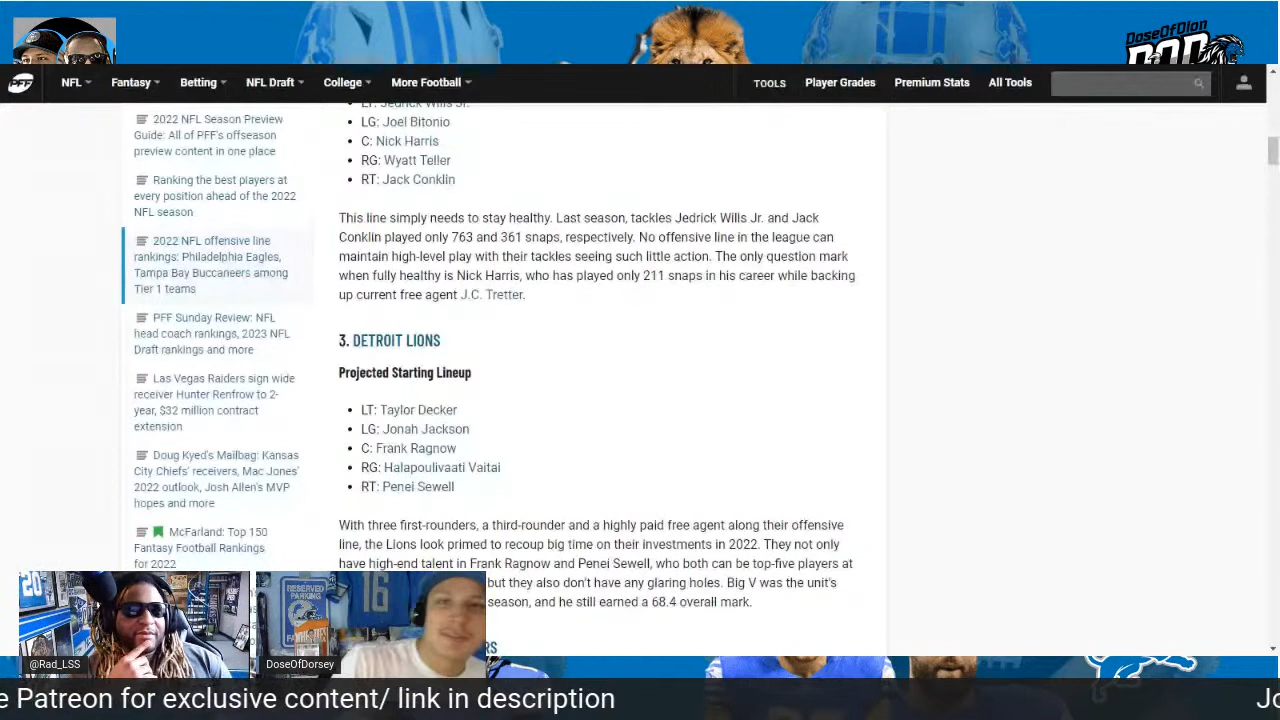 DoseOfDion
POD
PFF
NFL
Fantasy
Betting
NFL Draft
College
More Football
TOOLS
Player Grades
Premium Stats
All Tools
2022 NFL Season Preview
Guide: All of PFF's offseason
preview content in one place
Ranking the best players at
every position ahead of the 2022
NFL season
2022 NFL offensive line
rankings: Philadelphia Eagles,
Tampa Bay Buccaneers among
Tier 1 teams
PFF Sunday Review: NFL
head coach rankings, 2023 NFL
Draft rankings and more
Las Vegas Raiders sign wide
receiver Hunter Renfrow to 2-
year, $32 million contract
extension
Doug Kyed's Mailbag: Kansas
City Chiefs' receivers, Mac Jones'
2022 outlook, Josh Allen's MVP
hopes and more
McFarland: Top 150
Fantasy Football Rankings
for 2022
LT: Jedrick Wills Jr.
LG: Joel Bitonio
C: Nick Harris
RG: Wyatt Teller
RT: Jack Conklin
This line simply needs to stay healthy. Last season, tackles Jedrick Wills Jr. and Jack
Conklin played only 763 and 361 snaps, respectively. No offensive line in the league can
maintain high-level play with their tackles seeing such little action. The only question mark
when fully healthy is Nick Harris, who has played only 211 snaps in his career while backing
up current free agent J.C. Tretter.
3. DETROIT LIONS
Projected Starting Lineup
LT: Taylor Decker
LG: Jonah Jackson
C: Frank Ragnow
RG: Halapoulivaati Vaitai
RT: Penei Sewell
With three first-rounders, a third-rounder and a highly paid free agent along their offensive
line, the Lions look primed to recoup big time on their investments in 2022. They not only
have high-end talent in Frank Ragnow and Penei Sewell, who both can be top-five players at
but they also don't have any glaring holes. Big V was the unit's
season, and he still earned a 68.4 overall mark.
RS
20
RESERVED
PARKING
16
@Rad_LSS
DoseOfDorsey
e Patreon for exclusive content/ link in description
Jo